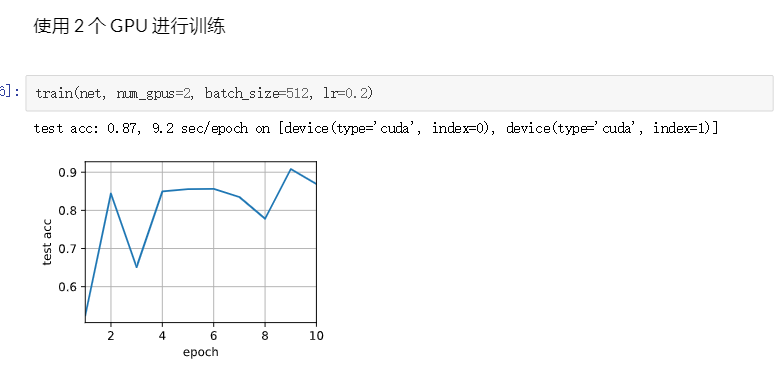 使用 2 个 GPU 进行训练
6]: train(net, num_gpus=2, batch_size=512, lr=0.2)
test acc: 0.87, 9.2 sec/epoch on [device(type='cuda', index=0), device(type='cuda', index=1)]
0.9
0.8
0.7
0.6
test acc
2 4 6 8 10
epoch